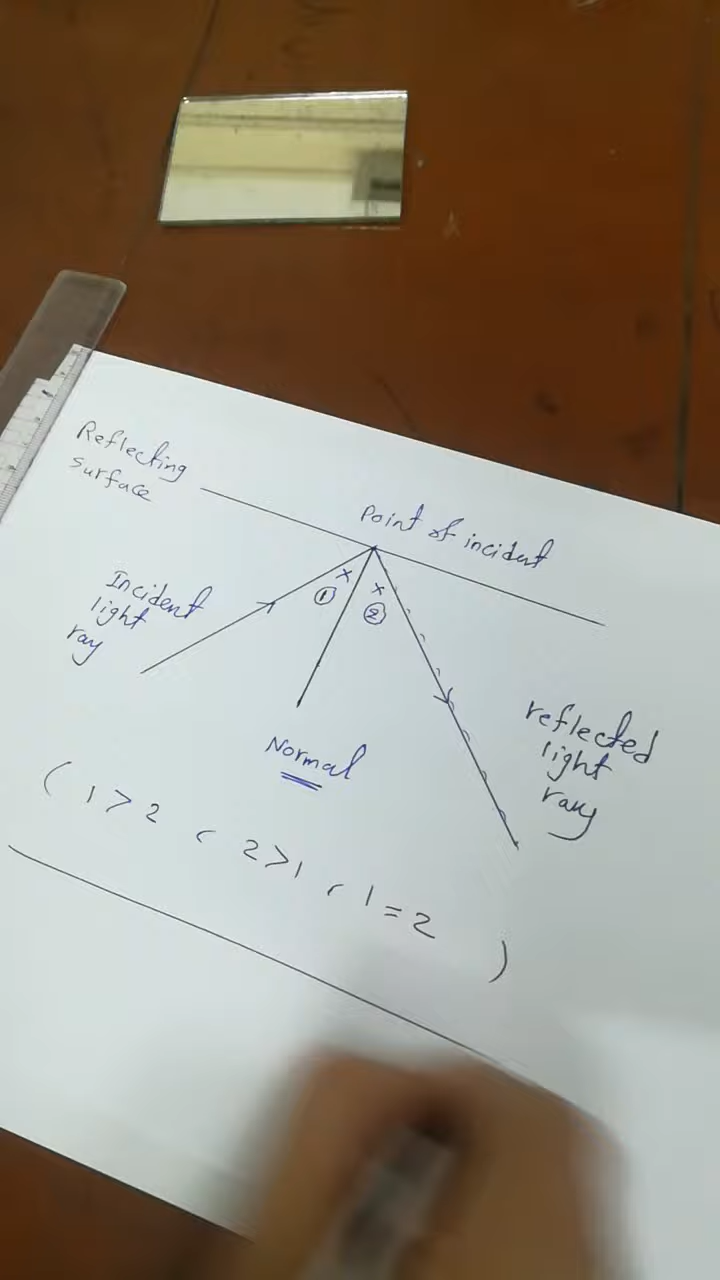 Reflecting
surface
Point of incident
Incident
light
ray
x
x
①
②
Normal
reflected
light
ray
( 1 > 2 , 2 > 1 , 1 = 2 )